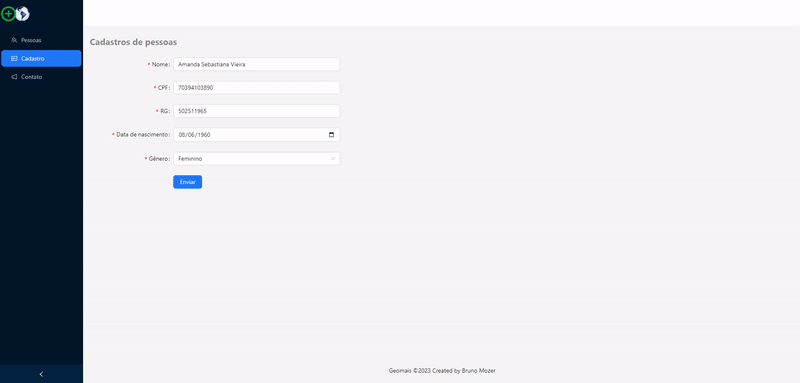 Pessoas
Cadastro
Contato
Cadastros de pessoas
* Nome: Amanda Sebastiana Vieira
* CPF: 70394103890
* RG: 502511965
* Data de nascimento: 08/06/1960
* Gênero: Feminino
Enviar
Geomais ©2023 Created by Bruno Mozer